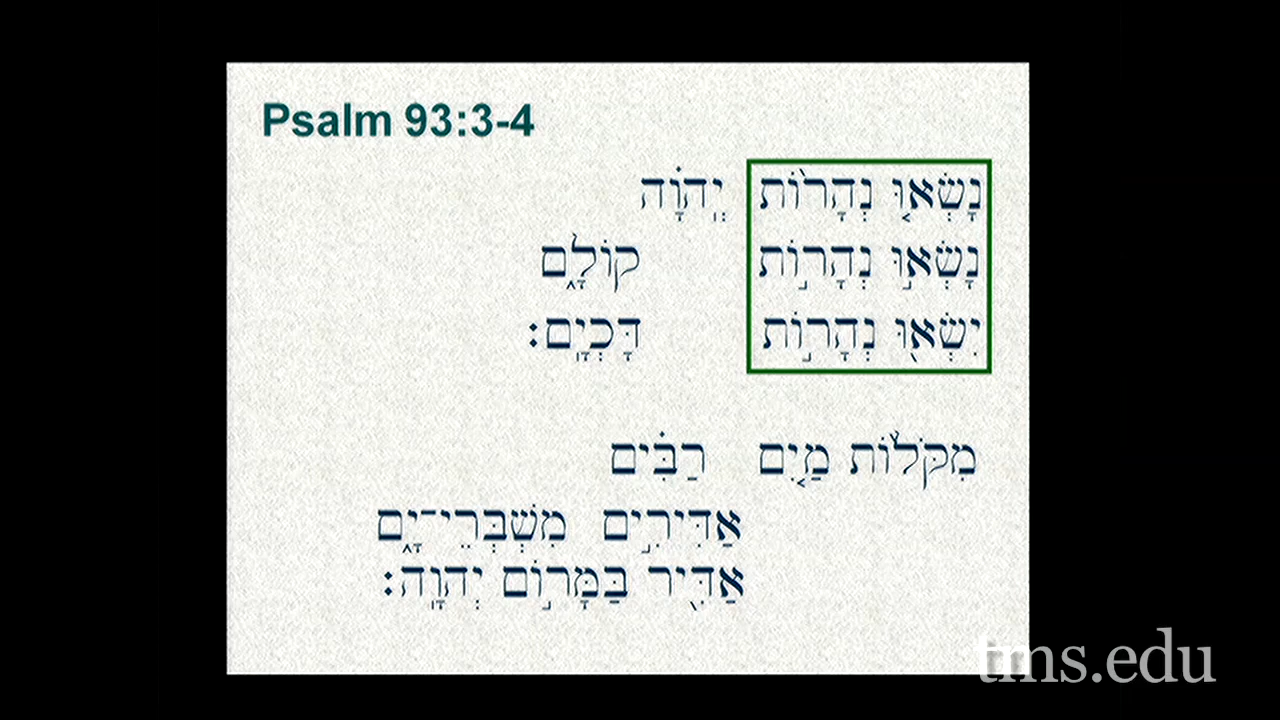 Psalm 93:3-4
נָשְׂא֤וּ נְהָר֨וֹת יְֽהוָ֗ה
נָשְׂא֣וּ נְהָר֣וֹת קוֹלָ֑ם
יִשְׂא֖וּ נְהָר֣וֹת דָּכְיָֽם׃
מִקֹּל֨וֹת מַ֤יִם רַבִּ֗ים
אַדִּירִ֣ים מִשְׁבְּרֵי־יָ֑ם
אַדִּ֖יר בַּמָּר֣וֹם יְהוָֽה׃
tms.edu